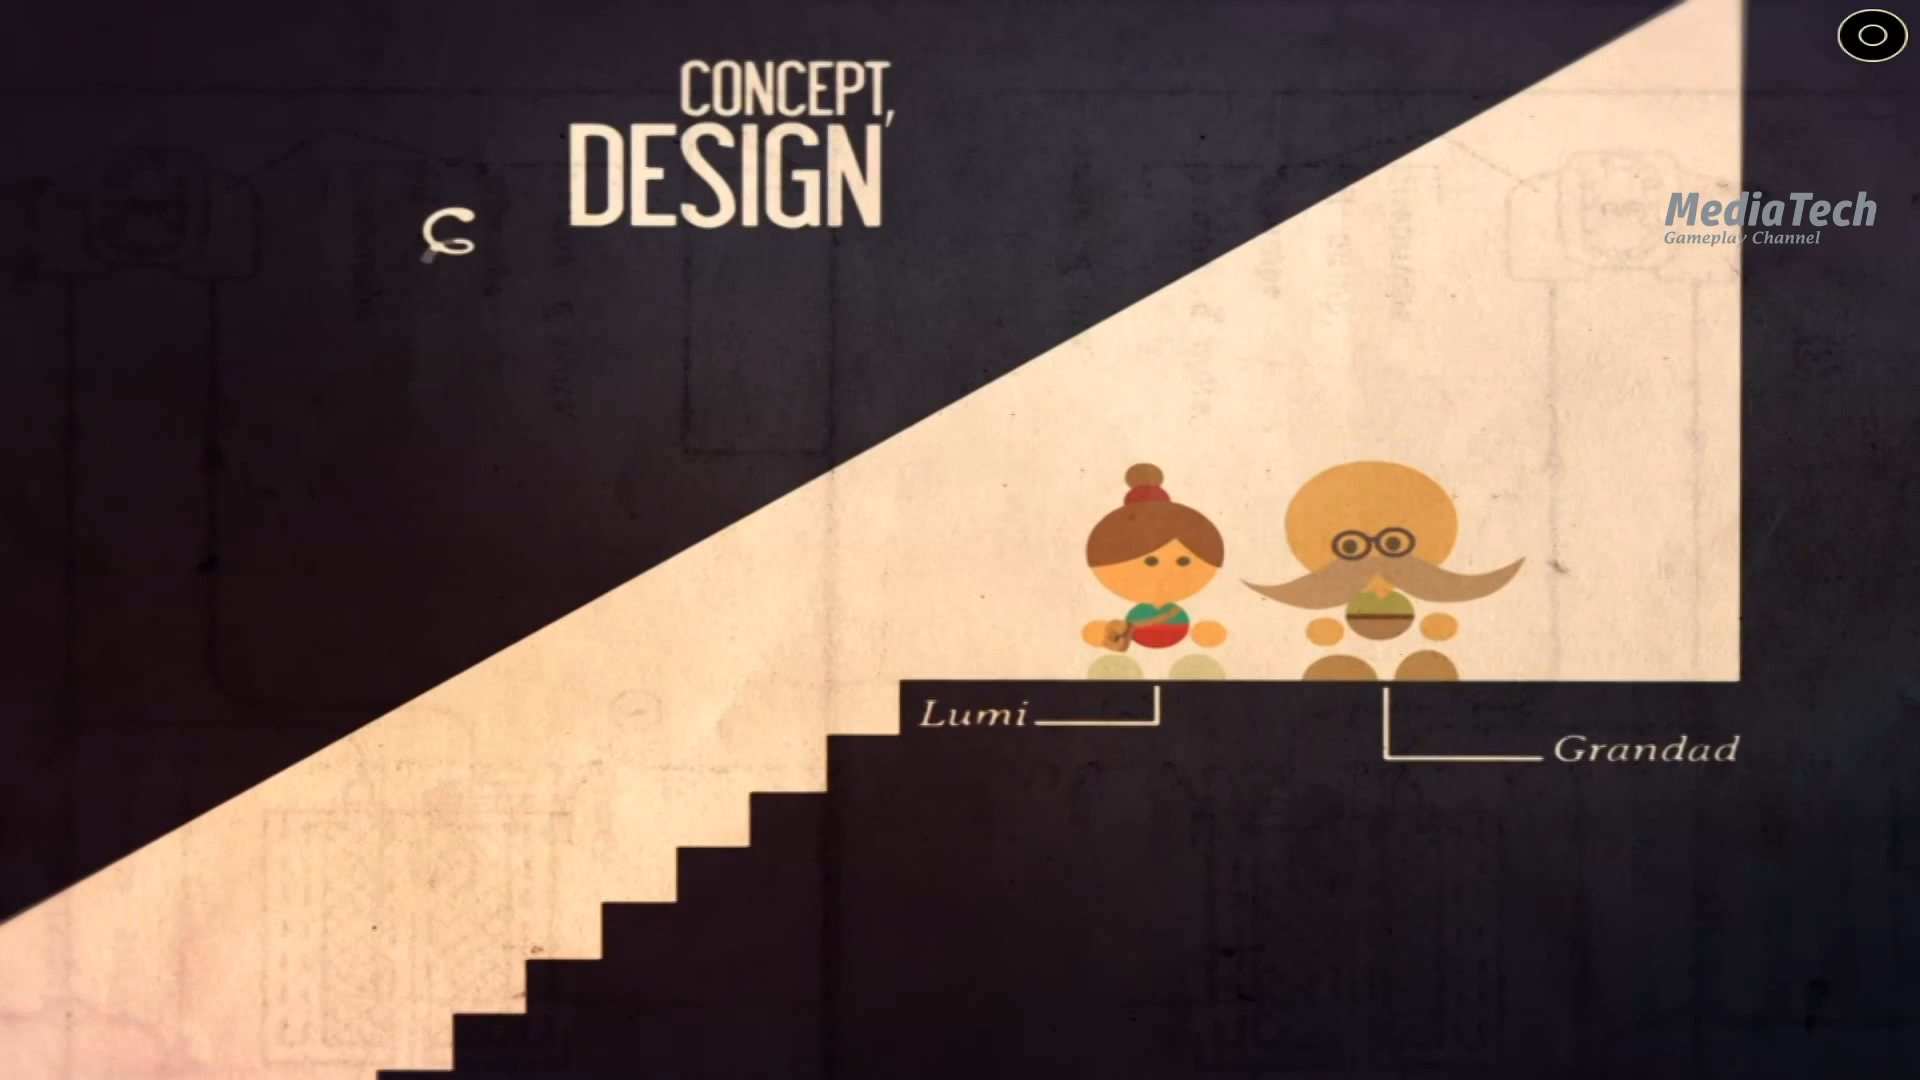 CONCEPT,
DESIGN
MediaTech
Gameplay Channel
Lumi
Grandad